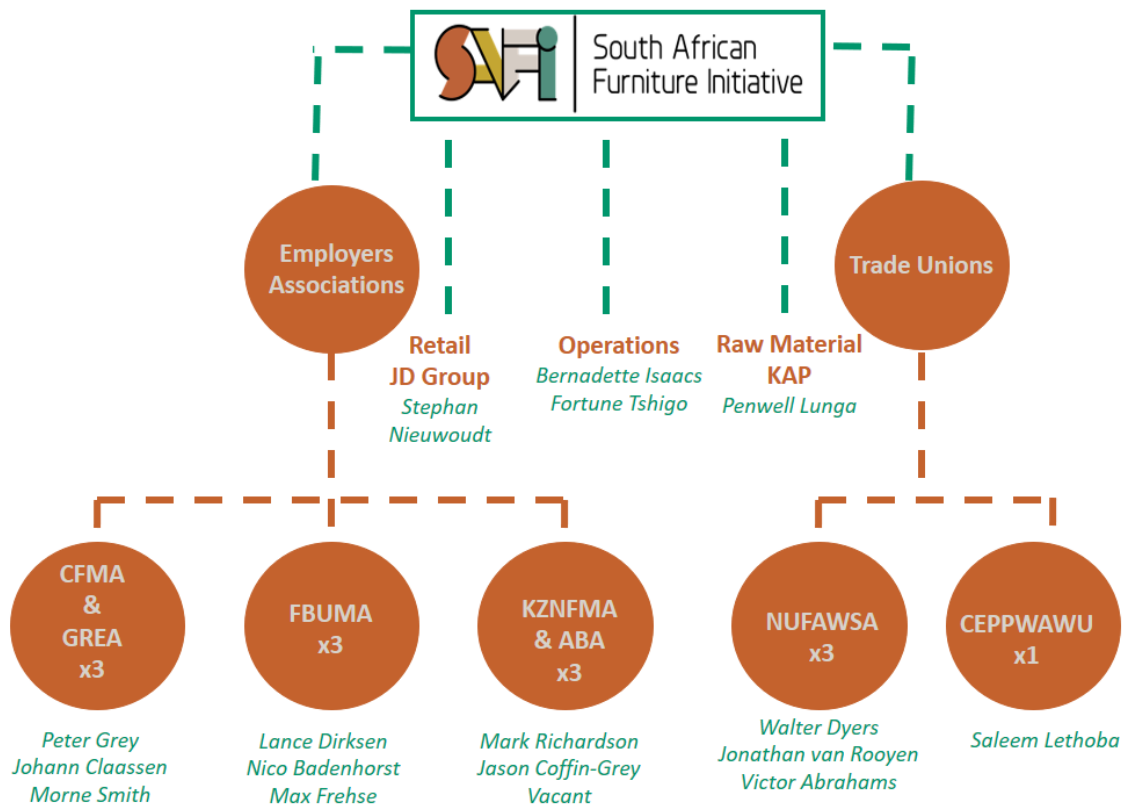 SAFI
South African
Furniture Initiative
Employers
Associations
Trade Unions
Retail
JD Group
Stephan
Nieuwoudt
Operations
Bernadette Isaacs
Fortune Tshigo
Raw Material
KAP
Penwell Lunga
CFMA
&
GREA
x3
FBUMA
x3
KZNFMA
& ABA
x3
NUFAWSA
x3
CEPPWAWU
x1
Peter Grey
Johann Claassen
Morne Smith
Lance Dirksen
Nico Badenhorst
Max Frehse
Mark Richardson
Jason Coffin-Grey
Vacant
Walter Dyers
Jonathan van Rooyen
Victor Abrahams
Saleem Lethoba